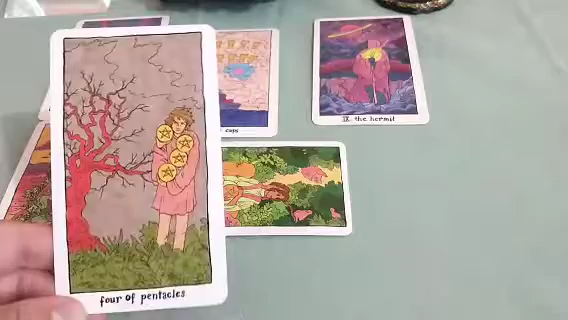 cups
IX the hermit
four of pentacles